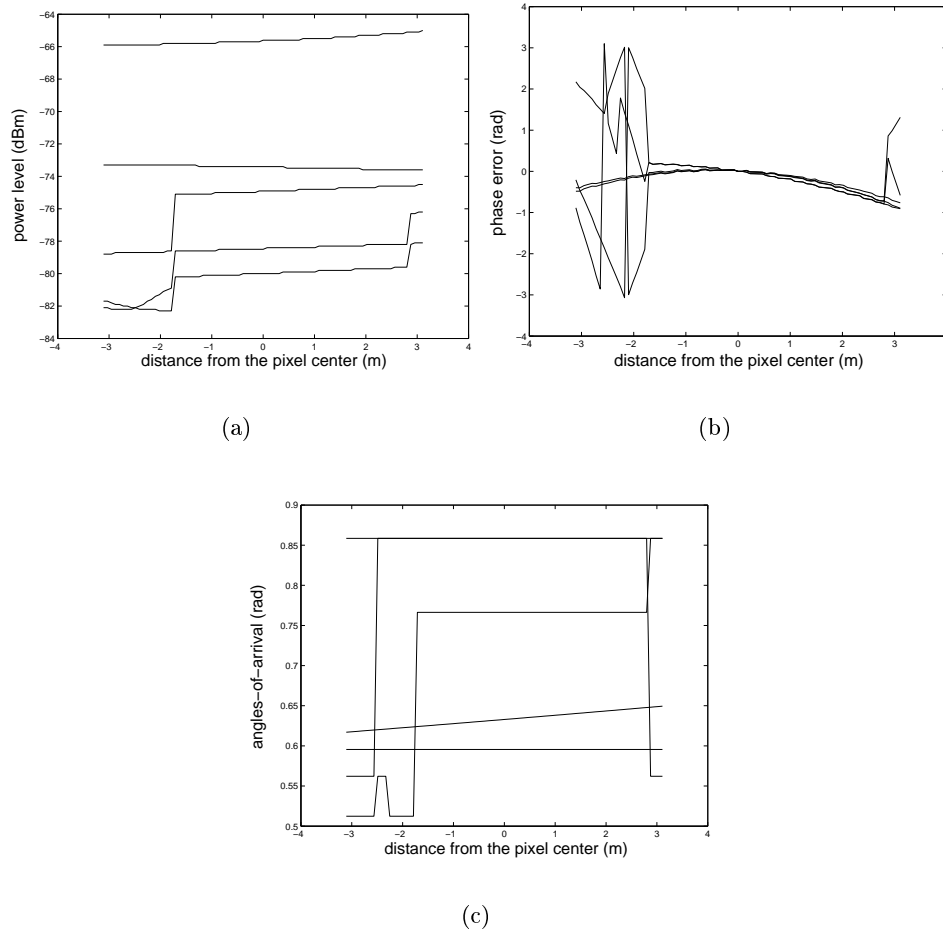 −64
−66
−68
−70
−72
−74
−76
−78
−80
−82
−84
power level (dBm)
−4 −3 −2 −1 0 1 2 3 4
distance from the pixel center (m)
(a)
4
3
2
1
0
−1
−2
−3
−4
phase error (rad)
−4 −3 −2 −1 0 1 2 3 4
distance from the pixel center (m)
(b)
0.9
0.85
0.8
0.75
0.7
0.65
0.6
0.55
0.5
angles−of−arrival (rad)
−4 −3 −2 −1 0 1 2 3 4
distance from the pixel center (m)
(c)